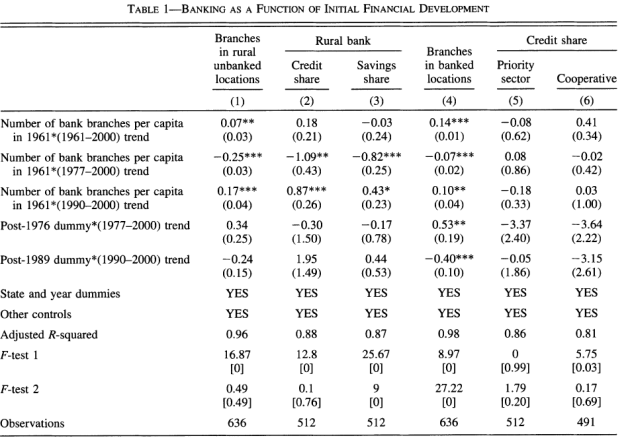 TABLE 1—BANKING AS A FUNCTION OF INITIAL FINANCIAL DEVELOPMENT
Branches in rural unbanked locations Rural bank Branches in banked locations Credit share
Credit share Savings share Priority sector Cooperative
(1) (2) (3) (4) (5) (6)
Number of bank branches per capita 0.07** 0.18 −0.03 0.14*** −0.08 0.41
in 1961*(1961–2000) trend (0.03) (0.21) (0.24) (0.01) (0.62) (0.34)
Number of bank branches per capita −0.25*** −1.09** −0.82*** −0.07*** 0.08 −0.02
in 1961*(1977–2000) trend (0.03) (0.43) (0.25) (0.02) (0.86) (0.42)
Number of bank branches per capita 0.17*** 0.87*** 0.43* 0.10** −0.18 0.03
in 1961*(1990–2000) trend (0.04) (0.26) (0.23) (0.04) (0.33) (1.00)
Post-1976 dummy*(1977–2000) trend 0.34 −0.30 −0.17 0.53** −3.37 −3.64
(0.25) (1.50) (0.78) (0.19) (2.40) (2.22)
Post-1989 dummy*(1990–2000) trend −0.24 1.95 0.44 −0.40*** −0.05 −3.15
(0.15) (1.49) (0.53) (0.10) (1.86) (2.61)
State and year dummies YES YES YES YES YES YES
Other controls YES YES YES YES YES YES
Adjusted R-squared 0.96 0.88 0.87 0.98 0.86 0.81
F-test 1 16.87 12.8 25.67 8.97 0 5.75
[0] [0] [0] [0] [0.99] [0.03]
F-test 2 0.49 0.1 9 27.22 1.79 0.17
[0.49] [0.76] [0] [0] [0.20] [0.69]
Observations 636 512 512 636 512 491